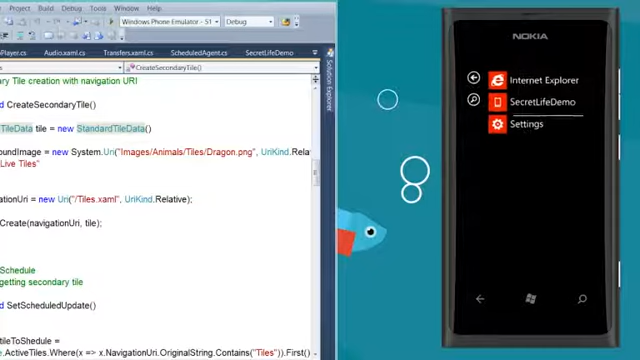 Project Build Debug Tools Window Help
Windows Phone Emulator - 51 Debug
Player.cs Audio.xaml.cs Transfers.xaml.cs ScheduledAgent.cs SecretLifeDemo
CreateSecondaryTile()
Solution Explorer
ary Tile creation with navigation URI
d CreateSecondaryTile()
TileData tile = new StandardTileData()
oundImage = new System.Uri("Images/Animals/Tiles/Dragon.png", UriKind.Rela
Live Tiles"
ationUri = new Uri("/Tiles.xaml", UriKind.Relative);
Create(navigationUri, tile);
Schedule
getting secondary tile
d SetScheduledUpdate()
tileToShedule =
.ActiveTiles.Where(x => x.NavigationUri.OriginalString.Contains("Tiles")).First()
NOKIA
Internet Explorer
SecretLifeDemo
Settings